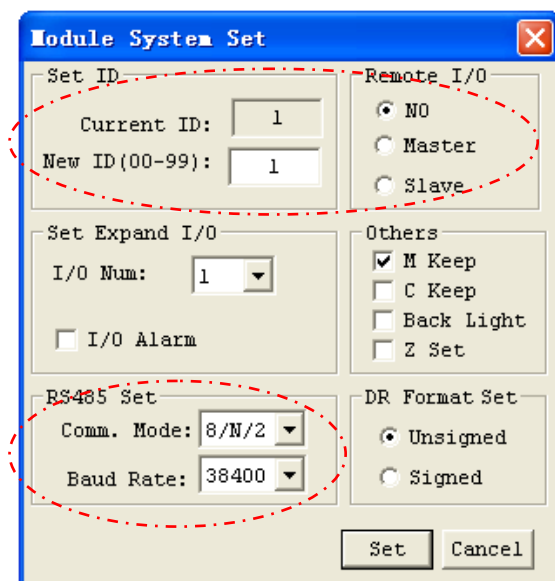 Module System Set
Set ID
Current ID: 1
New ID(00-99): 1
Remote I/O
NO
Master
Slave
Set Expand I/O
I/O Num: 1
I/O Alarm
Others
M Keep
C Keep
Back Light
Z Set
RS485 Set
Comm. Mode: 8/N/2
Baud Rate: 38400
DR Format Set
Unsigned
Signed
Set Cancel